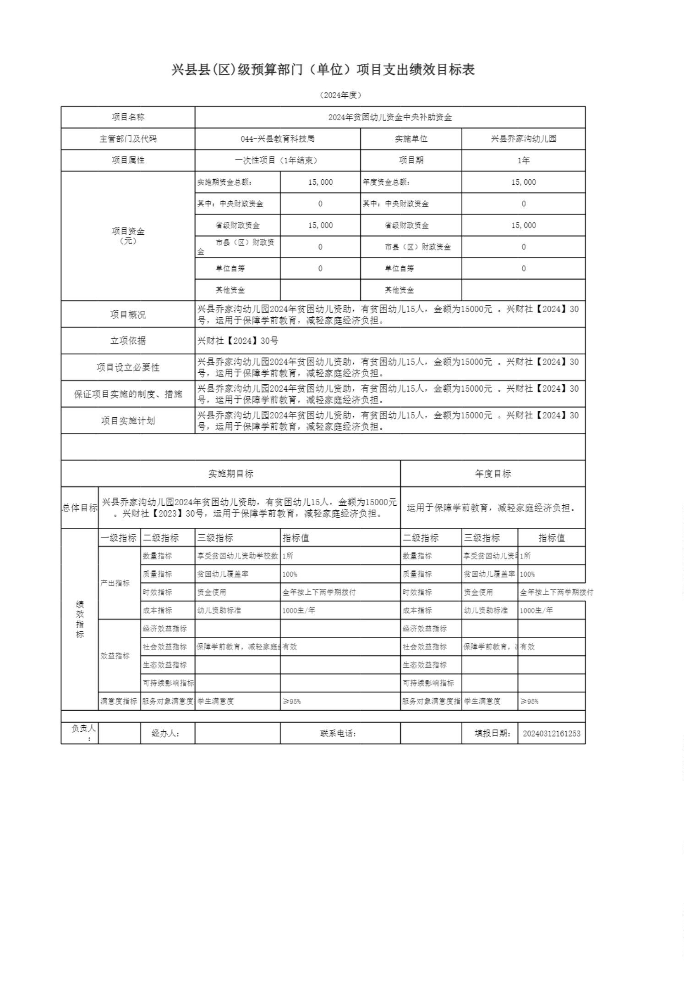 兴县县(区)级预算部门（单位）项目支出绩效目标表
（2024年度）
项目名称 2024年贫困幼儿资金中央补助资金
主管部门及代码 044-兴县教育科技局 实施单位 兴县乔家沟幼儿园
项目属性 一次性项目（1年结束） 项目期 1年
项目资金
（元）
实施期资金总额： 15,000 年度资金总额： 15,000
其中：中央财政资金 0 其中：中央财政资金 0
省级财政资金 15,000 省级财政资金 15,000
市县（区）财政资
金 0 市县（区）财政资金 0
单位自筹 0 单位自筹 0
其他资金 其他资金
项目概况 兴县乔家沟幼儿园2024年贫困幼儿资助，有贫困幼儿15人，金额为15000元 。兴财社【2024】30
号，运用于保障学前教育，减轻家庭经济负担。
立项依据 兴财社【2024】30号
项目设立必要性 兴县乔家沟幼儿园2024年贫困幼儿资助，有贫困幼儿15人，金额为15000元 。兴财社【2024】30
号，运用于保障学前教育，减轻家庭经济负担。
保证项目实施的制度、措施 兴县乔家沟幼儿园2024年贫困幼儿资助，有贫困幼儿15人，金额为15000元 。兴财社【2024】30
号，运用于保障学前教育，减轻家庭经济负担。
项目实施计划 兴县乔家沟幼儿园2024年贫困幼儿资助，有贫困幼儿15人，金额为15000元 。兴财社【2024】30
号，运用于保障学前教育，减轻家庭经济负担。
实施期目标 年度目标
总体目标 兴县乔家沟幼儿园2024年贫困幼儿资助，有贫困幼儿15人，金额为15000元
。兴财社【2023】30号，运用于保障学前教育，减轻家庭经济负担。 运用于保障学前教育，减轻家庭经济负担。
绩
效
指
标
一级指标 二级指标 三级指标 指标值 二级指标 三级指标 指标值
产出指标
数量指标 享受贫困幼儿资助学校数 1所 数量指标 享受贫困幼儿资 1所
质量指标 贫困幼儿覆盖率 100% 质量指标 贫困幼儿覆盖率 100%
时效指标 资金使用 全年按上下两学期拨付 时效指标 资金使用 全年按上下两学期拨付
成本指标 幼儿资助标准 1000生/年 成本指标 幼儿资助标准 1000生/年
效益指标
经济效益指标 经济效益指标
社会效益指标 保障学前教育，减轻家庭 有效 社会效益指标 保障学前教育， 有效
生态效益指标 生态效益指标
可持续影响指标 可持续影响指标
满意度指标 服务对象满意度 学生满意度 ≥95% 服务对象满意度指 学生满意度 ≥95%
负责人
： 经办人： 联系电话： 填报日期： 20240312161253